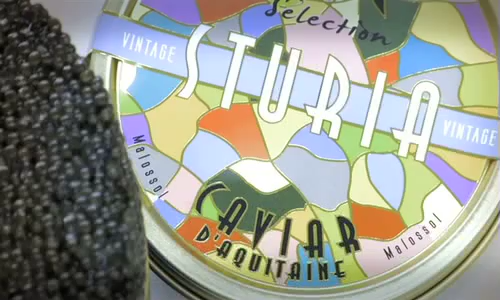 Selection
VINTAGE STURIA VINTAGE
Malossol
CAVIAR
D'AQUITAINE
Malossol